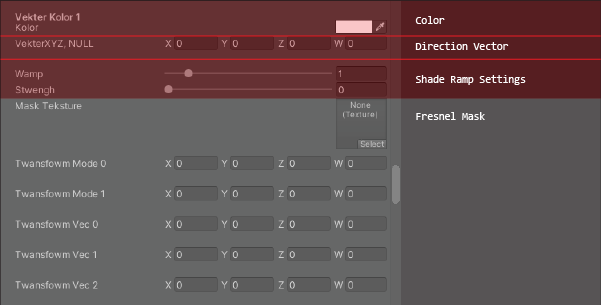 Vekter Kolor 1
Kolor Color
VekterXYZ, NULL X 0 Y 0 Z 0 W 0 Direction Vector
Wamp 1 Shade Ramp Settings
Stwengh 0
Mask Teksture None Fresnel Mask
(Texture)
Select
Twansfowm Mode 0 X 0 Y 0 Z 0 W 0
Twansfowm Mode 1 X 0 Y 0 Z 0 W 0
Twansfowm Vec 0 X 0 Y 0 Z 0 W 0
Twansfowm Vec 1 X 0 Y 0 Z 0 W 0
Twansfowm Vec 2 X 0 Y 0 Z 0 W 0